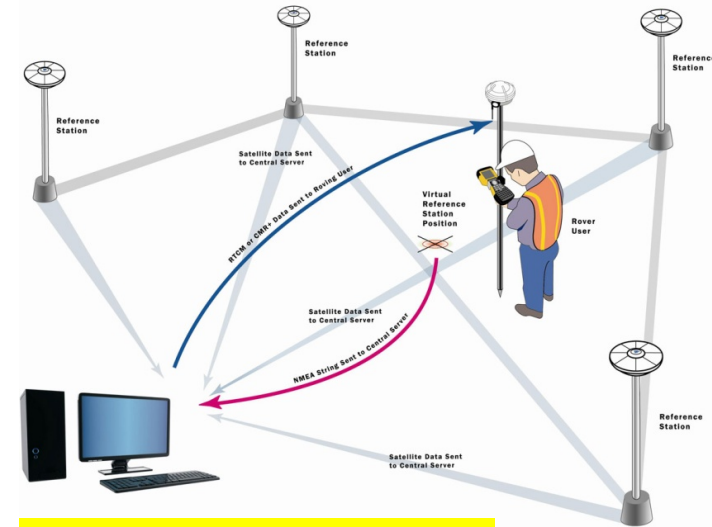 Reference
Station
Reference
Station
Reference
Station
Reference
Station
Satellite Data Sent
to Central Server
RTCM or CMR+ Data Sent to Roving User
Virtual
Reference
Station
Position
Rover
User
Satellite Data Sent
to Central Server
NMEA String Sent to Central Server
Satellite Data Sent
to Central Server